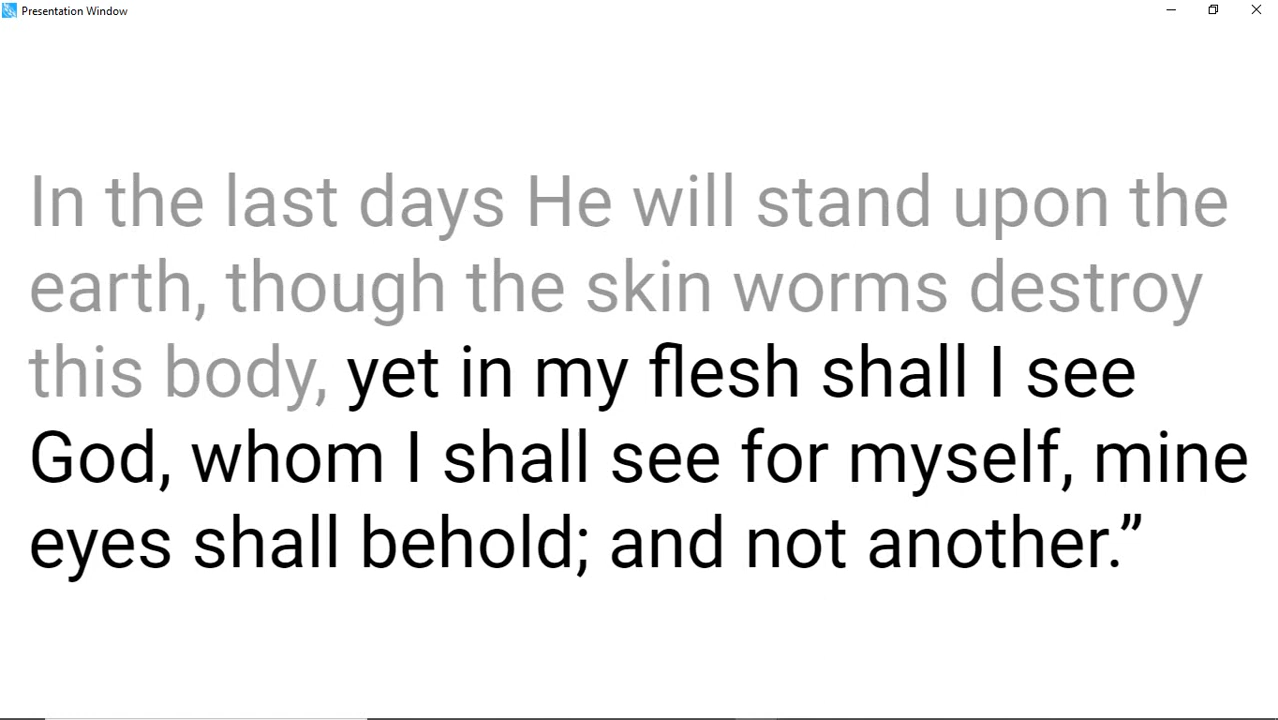 Presentation Window
In the last days He will stand upon the
earth, though the skin worms destroy
this body, yet in my flesh shall I see
God, whom I shall see for myself, mine
eyes shall behold; and not another.”